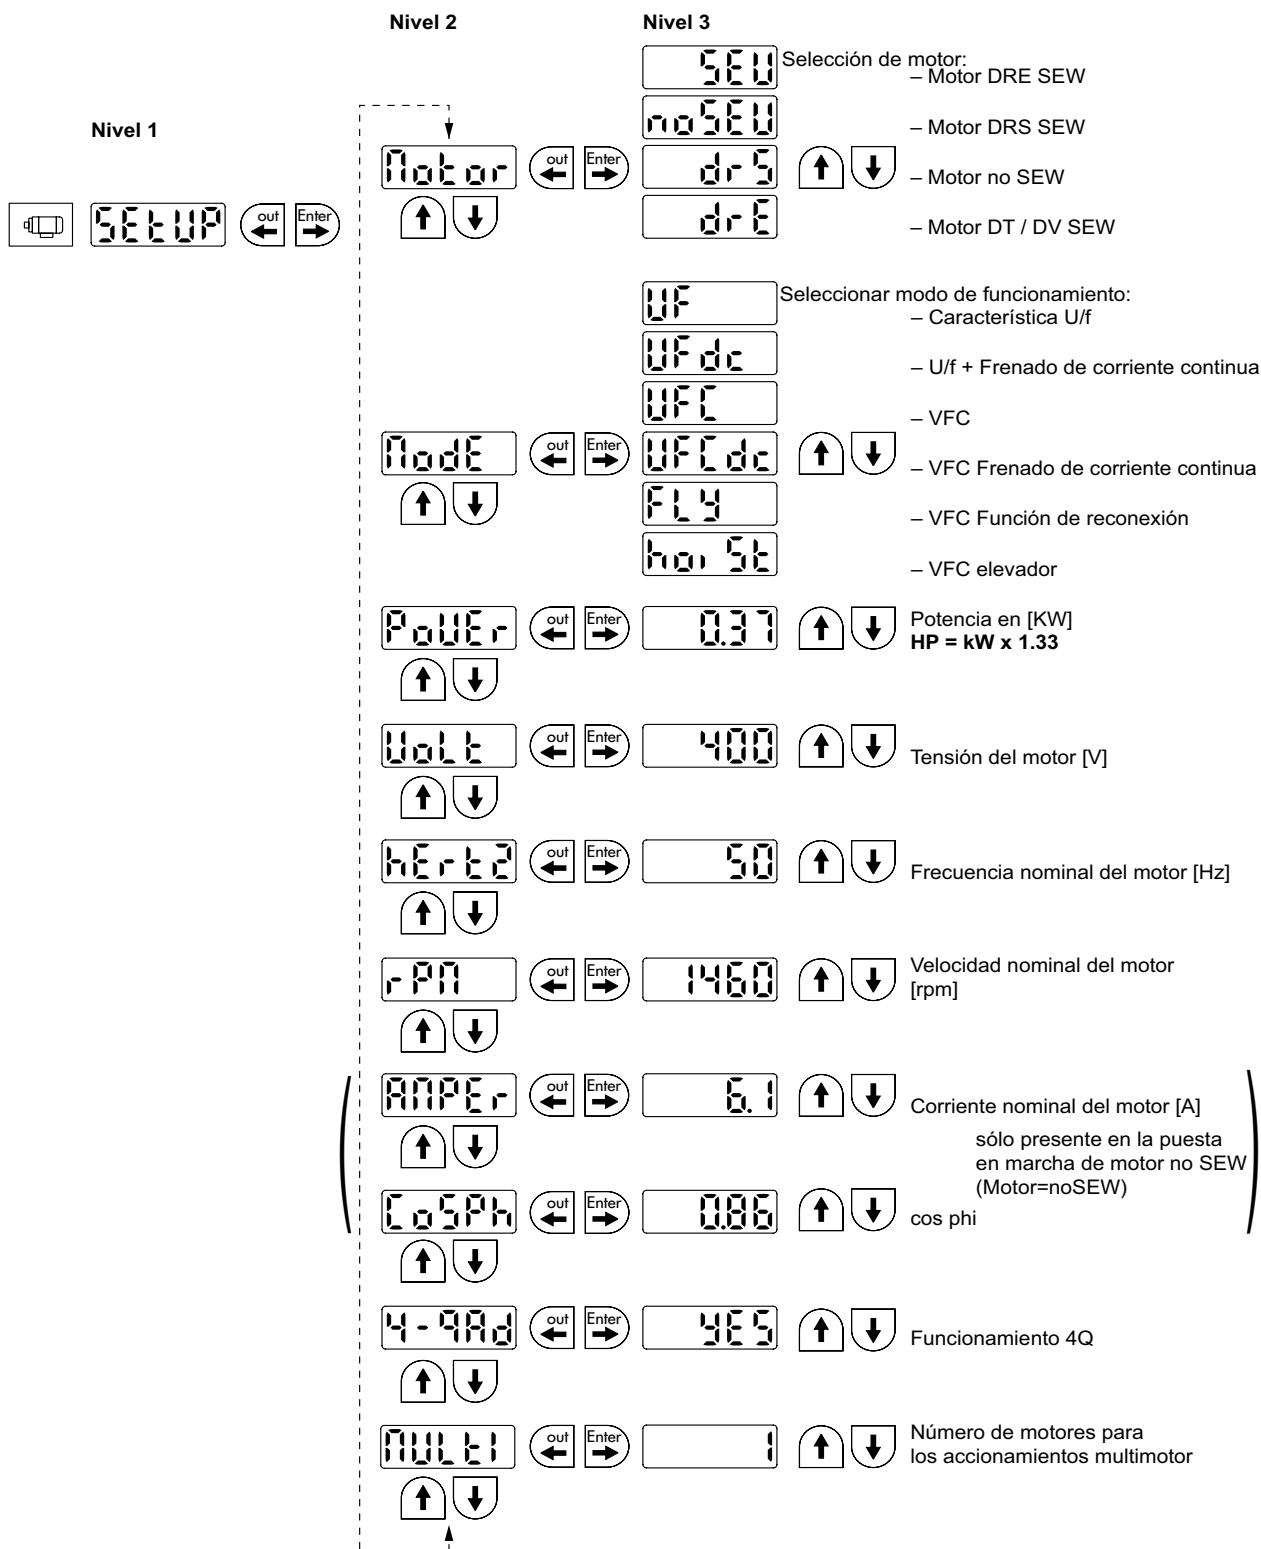 Nivel 2
Nivel 3
Nivel 1
SEtUP
out
Enter
Motor
out
Enter
SEW
noSEW
drS
drE
Selección de motor:
– Motor DRE SEW
– Motor DRS SEW
– Motor no SEW
– Motor DT / DV SEW
ModE
out
Enter
UF
UFdc
VFC
VFCdc
FLY
hoiSt
Seleccionar modo de funcionamiento:
– Característica U/f
– U/f + Frenado de corriente continua
– VFC
– VFC Frenado de corriente continua
– VFC Función de reconexión
– VFC elevador
PoWEr
out
Enter
0.37
Potencia en [KW]
HP = kW x 1.33
VoLt
out
Enter
400
Tensión del motor [V]
hErtZ
out
Enter
50
Frecuencia nominal del motor [Hz]
rPM
out
Enter
1460
Velocidad nominal del motor
[rpm]
AMPEr
out
Enter
6.1
Corriente nominal del motor [A]
sólo presente en la puesta
en marcha de motor no SEW
(Motor=noSEW)
CoSPh
out
Enter
0.86
cos phi
4-qAd
out
Enter
YES
Funcionamiento 4Q
MULtI
out
Enter
1
Número de motores para
los accionamientos multimotor